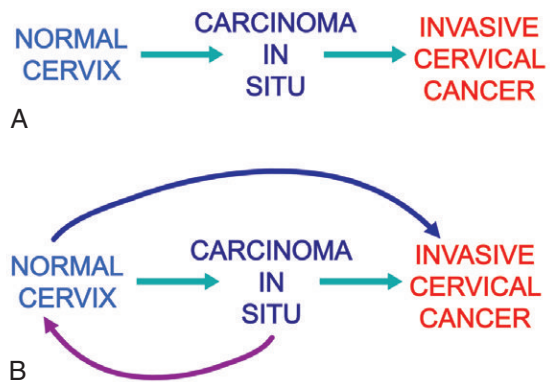 NORMAL
CERVIX
CARCINOMA
IN
SITU
INVASIVE
CERVICAL
CANCER
A
NORMAL
CERVIX
CARCINOMA
IN
SITU
INVASIVE
CERVICAL
CANCER
B